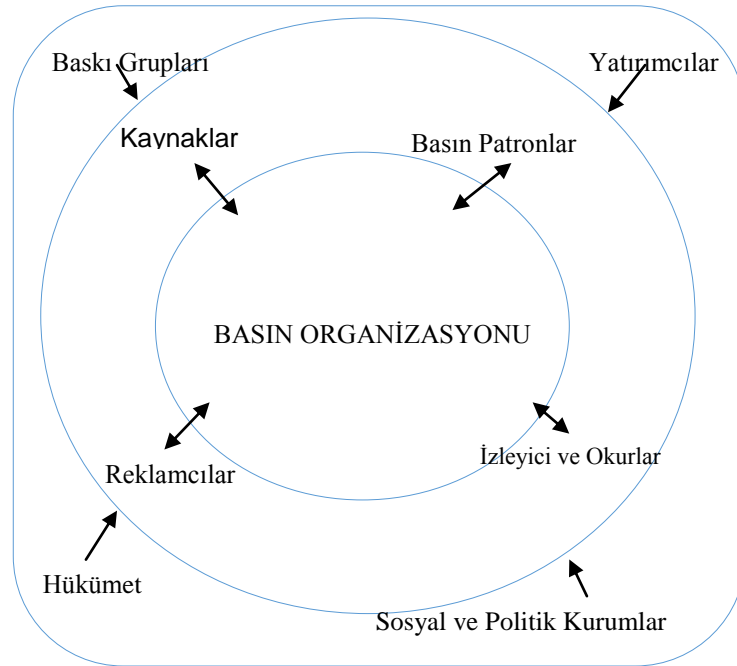 Baskı Grupları
Yatırımcılar
Kaynaklar
Basın Patronlar
BASIN ORGANİZASYONU
Reklamcılar
İzleyici ve Okurlar
Hükümet
Sosyal ve Politik Kurumlar